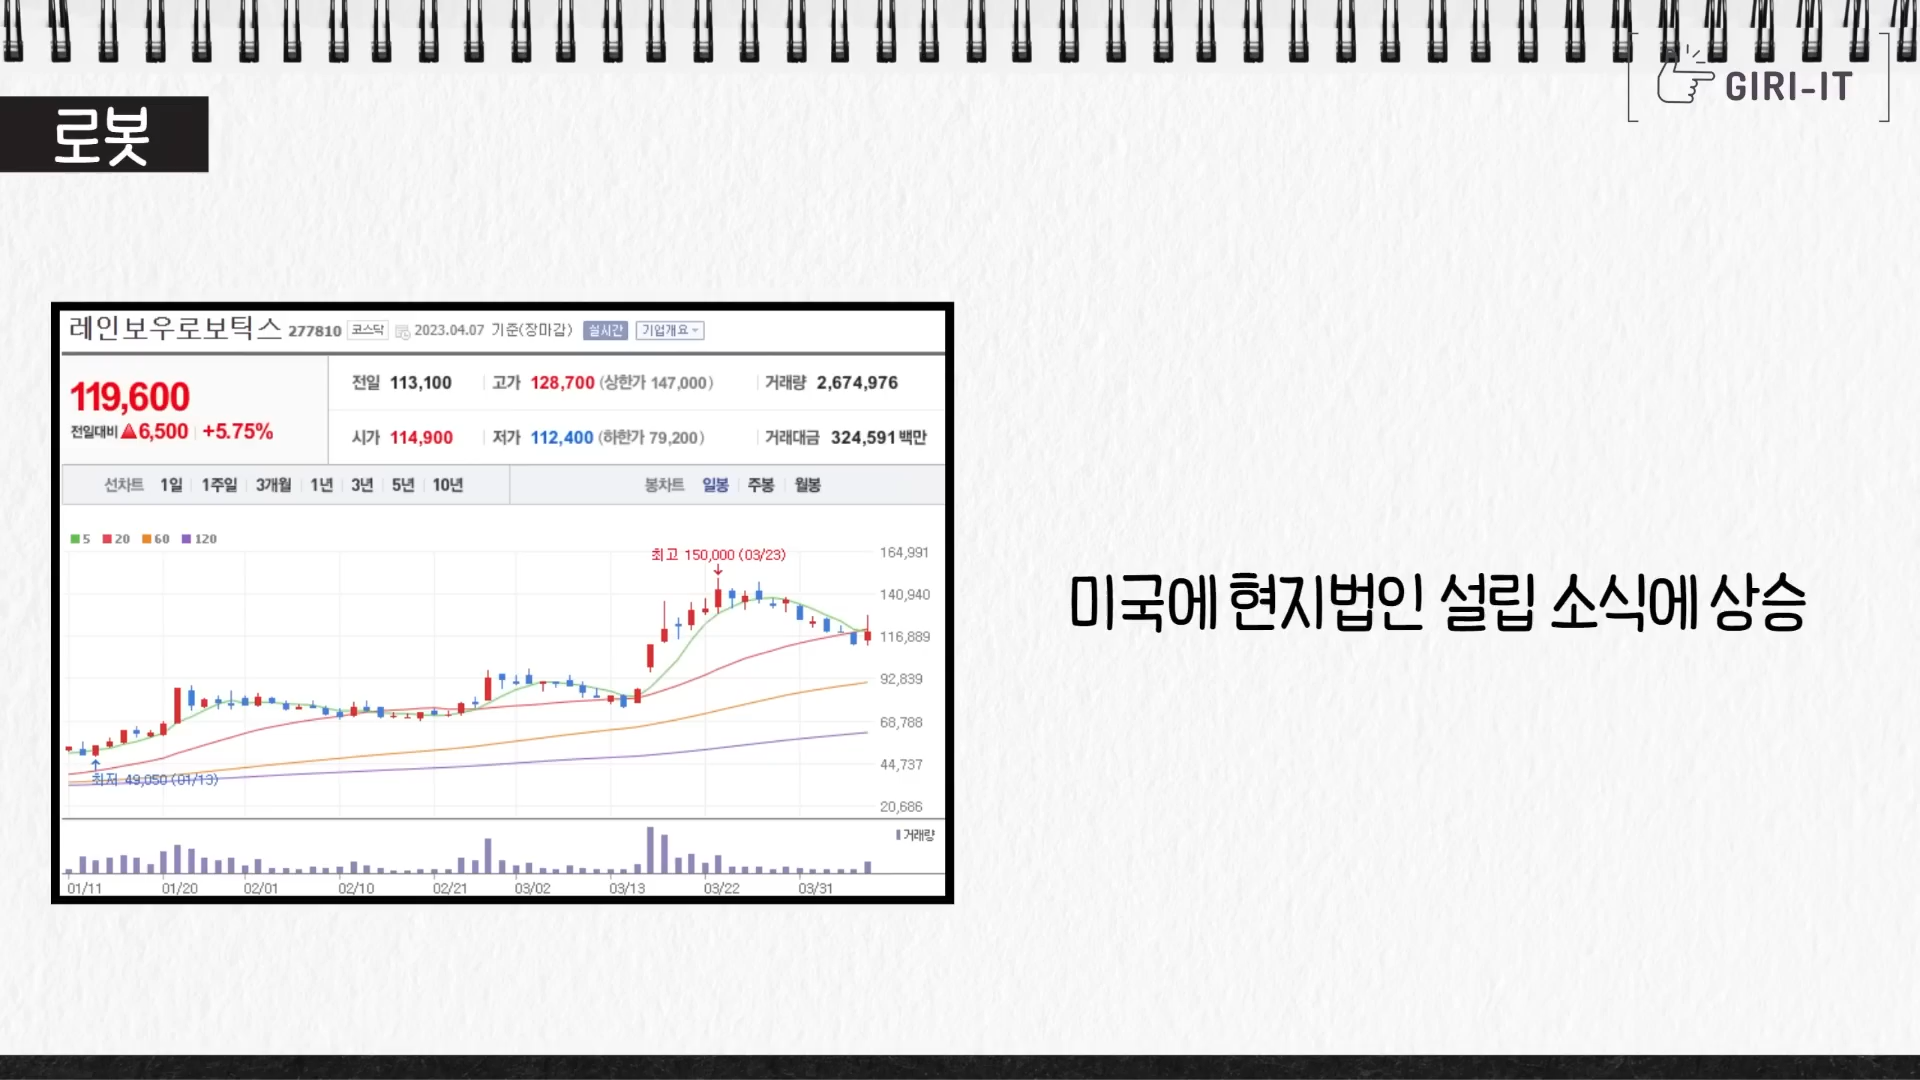 GIRI-IT
로봇
레인보우로보틱스 277810 코스닥 2023.04.07 기준(장마감) 실시간 기업개요
119,600
전일대비 ▲6,500 +5.75%
전일 113,100 고가 128,700 (상한가 147,000) 거래량 2,674,976
시가 114,900 저가 112,400 (하한가 79,200) 거래대금 324,591 백만
선차트 1일 1주일 3개월 1년 3년 5년 10년 봉차트 일봉 주봉 월봉
5 20 60 120
최고 150,000 (03/23)
164,991
140,940
116,889
92,839
68,788
44,737
20,686
최저 49,050 (01/13)
거래량
01/11 01/20 02/01 02/10 02/21 03/02 03/13 03/22 03/31
미국에 현지법인 설립 소식에 상승